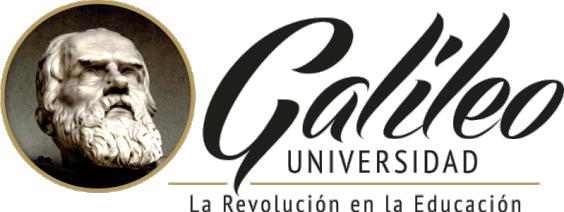 Galileo
UNIVERSIDAD
La Revolución en la Educación